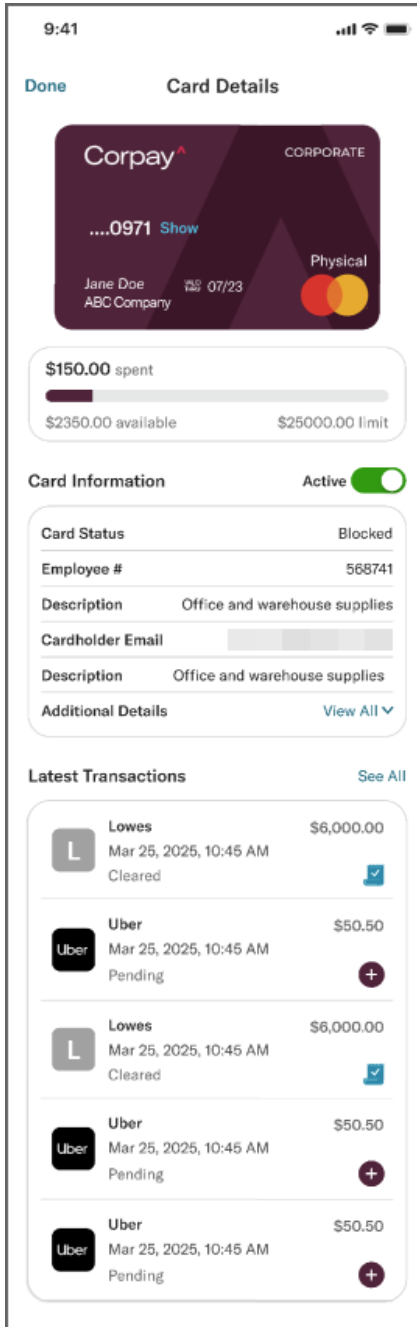 9:41
Done Card Details
Corpay^ CORPORATE
....0971 Show
Physical
Jane Doe VALID THRU 07/23
ABC Company
$150.00 spent
$2350.00 available $25000.00 limit
Card Information Active
Card Status Blocked
Employee # 568741
Description Office and warehouse supplies
Cardholder Email
Description Office and warehouse supplies
Additional Details View All
Latest Transactions See All
L Lowes $6,000.00
Mar 25, 2025, 10:45 AM
Cleared
Uber $50.50
Uber Mar 25, 2025, 10:45 AM
Pending
Lowes $6,000.00
L Mar 25, 2025, 10:45 AM
Cleared
Uber $50.50
Uber Mar 25, 2025, 10:45 AM
Pending
Uber $50.50
Uber Mar 25, 2025, 10:45 AM
Pending